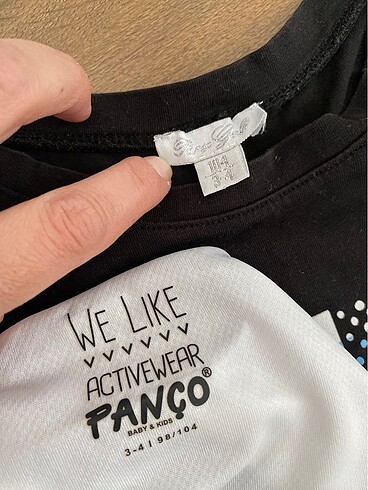 104
3-4
WE LIKE
ACTIVEWEAR
PANÇO®
BABY & KIDS
3-4 | 98/104